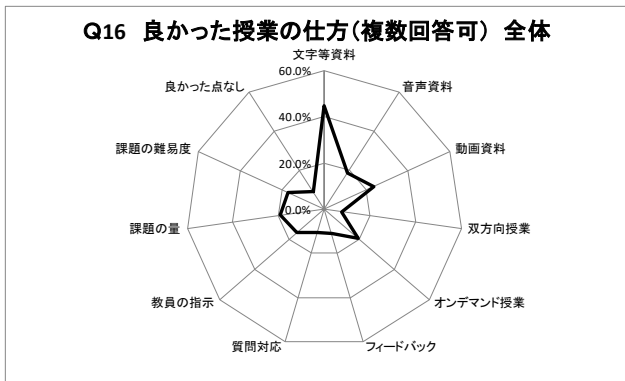 Q16 良かった授業の仕方(複数回答可) 全体
文字等資料
60.0%
良かった点なし
音声資料
40.0%
課題の難易度
動画資料
20.0%
0.0%
課題の量
双方向授業
教員の指示
オンデマンド授業
質問対応
フィードバック